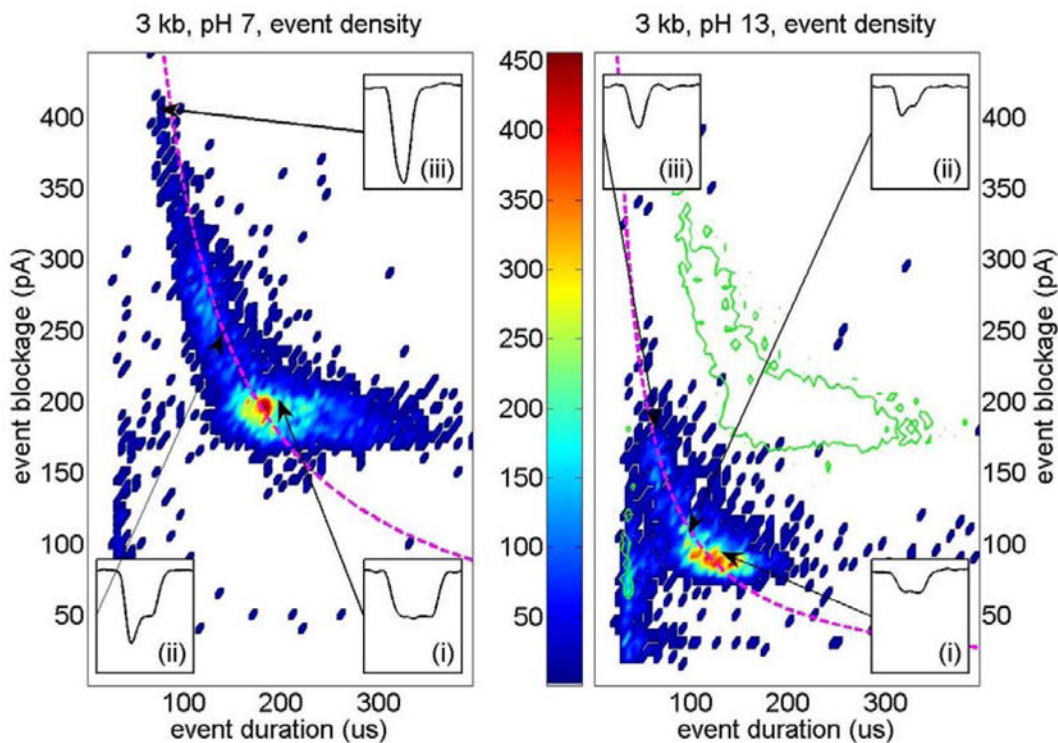 3 kb, pH 7, event density
3 kb, pH 13, event density
event blockage (pA)
400
350
300
250
200
150
100
50
(iii)
(ii)
(i)
100 200 300
event duration (us)
450
400
350
300
250
200
150
100
50
(iii)
(ii)
(i)
100 200 300
event duration (us)
400
350
300
250
200
150
100
50
event blockage (pA)